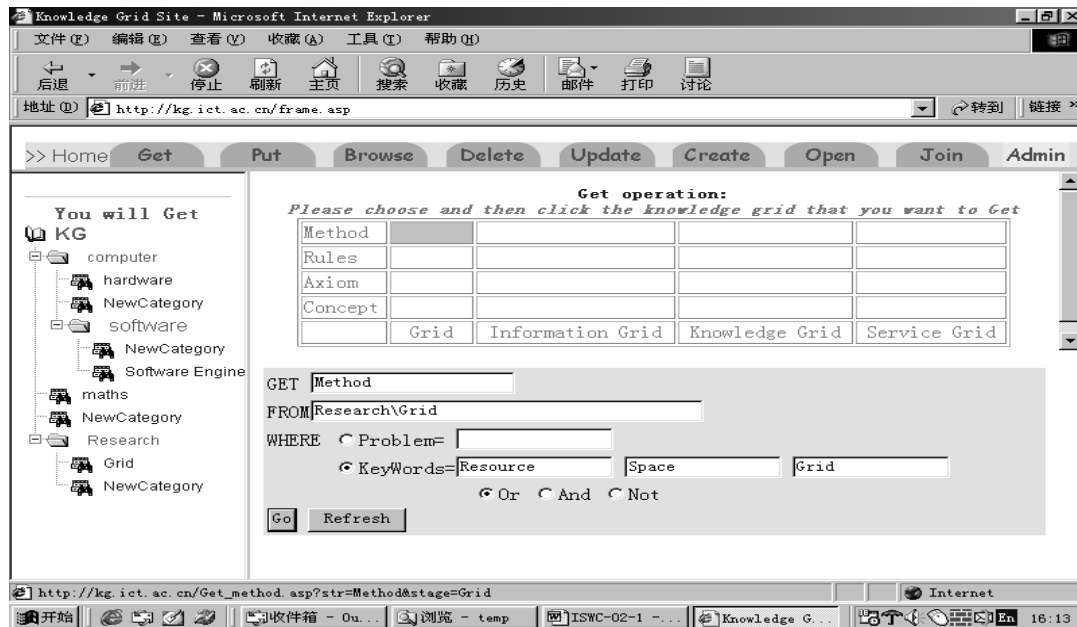 Knowledge Grid Site - Microsoft Internet Explorer
文件(F) 编辑(E) 查看(V) 收藏(A) 工具(T) 帮助(H)
后退 前进 停止 刷新 主页 搜索 收藏 历史 邮件 打印 讨论
地址(D) http://kg.ict.ac.cn/frame.asp 转到 链接 »
>> Home Get Put Browse Delete Update Create Open Join Admin
You will Get
KG
computer
hardware
NewCategory
software
NewCategory
Software Engine
maths
NewCategory
Research
Grid
NewCategory
Get operation:
Please choose and then click the knowledge grid that you want to Get
Method
Rules
Axiom
Concept
Grid Information Grid Knowledge Grid Service Grid
GET Method
FROM Research\Grid
WHERE Problem=
KeyWords= Resource Space Grid
Or And Not
Go Refresh
http://kg.ict.ac.cn/Get_method.asp?str=Method&stage=Grid Internet
开始 收件箱 - Ou... 浏览 - temp ISWC-02-1 -... Knowledge G... En 16:13